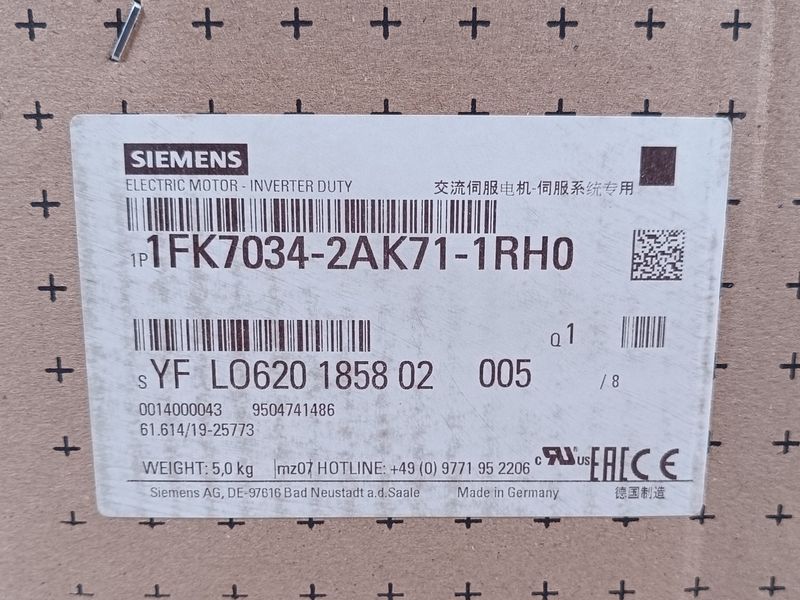 SIEMENS
ELECTRIC MOTOR - INVERTER DUTY 交流伺服电机-伺服系统专用
1P 1FK7034-2AK71-1RH0
Q 1
S YF LO620 1858 02 005 / 8
0014000043 9504741486
61.614/19-25773
WEIGHT: 5,0 kg mz07 HOTLINE: +49 (0) 9771 95 2206 c RU US EAC CE
Siemens AG, DE-97616 Bad Neustadt a.d.Saale Made in Germany 德国制造